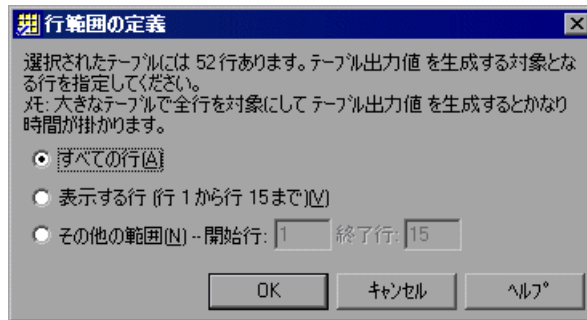 行範囲の定義
選択されたテーブルには 52行あります。テーブル出力値 を生成する対象とな
る行を指定してください。
メモ: 大きなテーブルで全行を対象にして テーブル出力値 を生成するとかなり
時間が掛かります。
すべての行(A)
表示する行 (行 1 から行 15まで)(V)
その他の範囲(N) -- 開始行: 1 終了行: 15
OK キャンセル ヘルプ